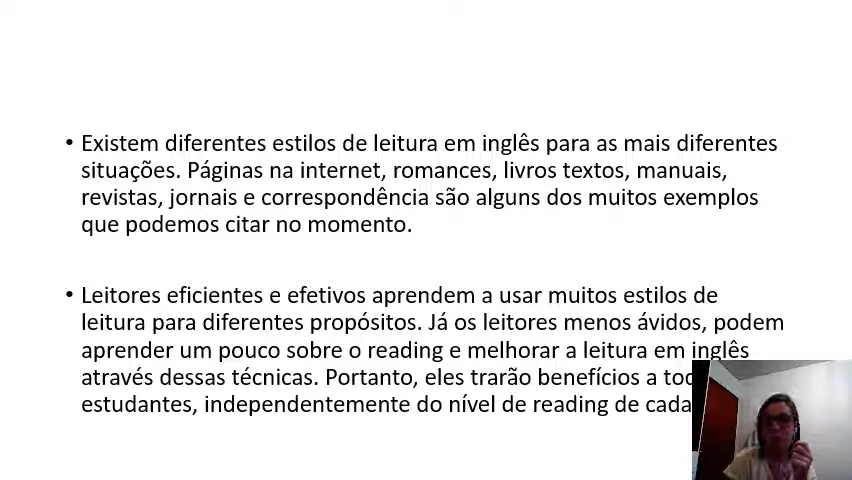 • Existem diferentes estilos de leitura em inglês para as mais diferentes
situações. Páginas na internet, romances, livros textos, manuais,
revistas, jornais e correspondência são alguns dos muitos exemplos
que podemos citar no momento.
• Leitores eficientes e efetivos aprendem a usar muitos estilos de
leitura para diferentes propósitos. Já os leitores menos ávidos, podem
aprender um pouco sobre o reading e melhorar a leitura em inglês
através dessas técnicas. Portanto, eles trarão benefícios a
estudantes, independentemente do nível de reading de cada